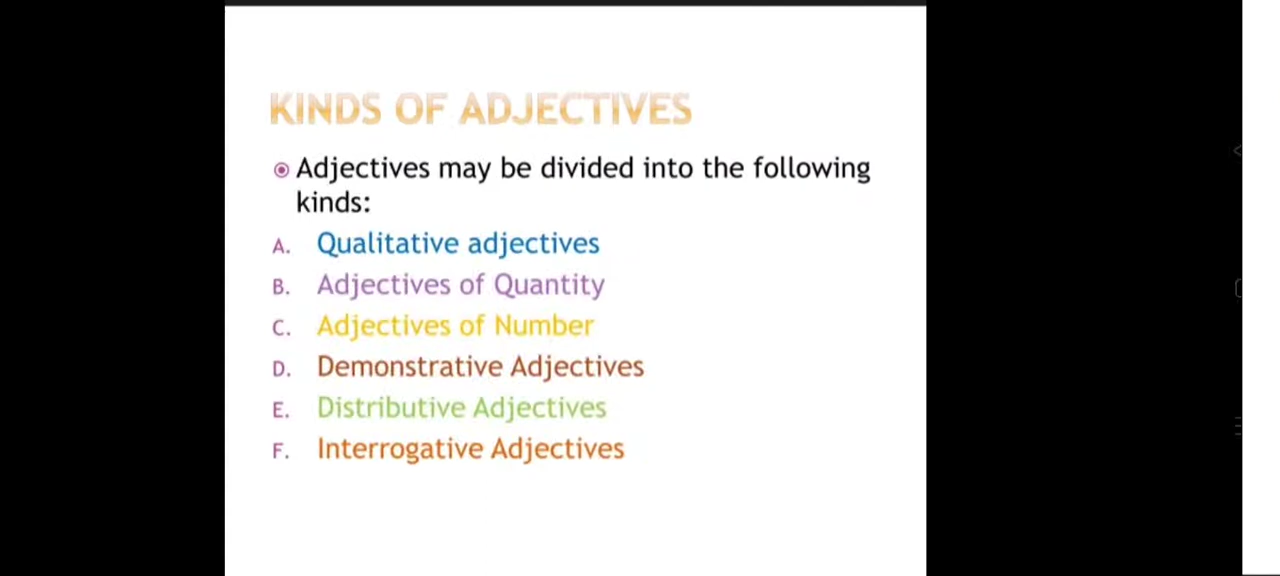 KINDS OF ADJECTIVES
Adjectives may be divided into the following
kinds:
A. Qualitative adjectives
B. Adjectives of Quantity
C. Adjectives of Number
D. Demonstrative Adjectives
E. Distributive Adjectives
F. Interrogative Adjectives